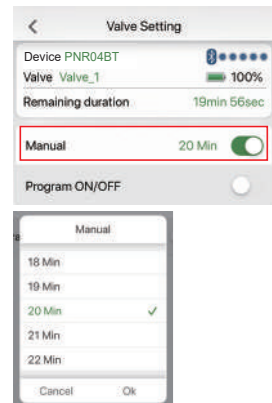 Valve Setting
Device PNR04BT
Valve Valve_1 100%
Remaining duration 19min 56sec
Manual 20 Min
Program ON/OFF
Manual
18 Min
19 Min
20 Min
21 Min
22 Min
Cancel Ok